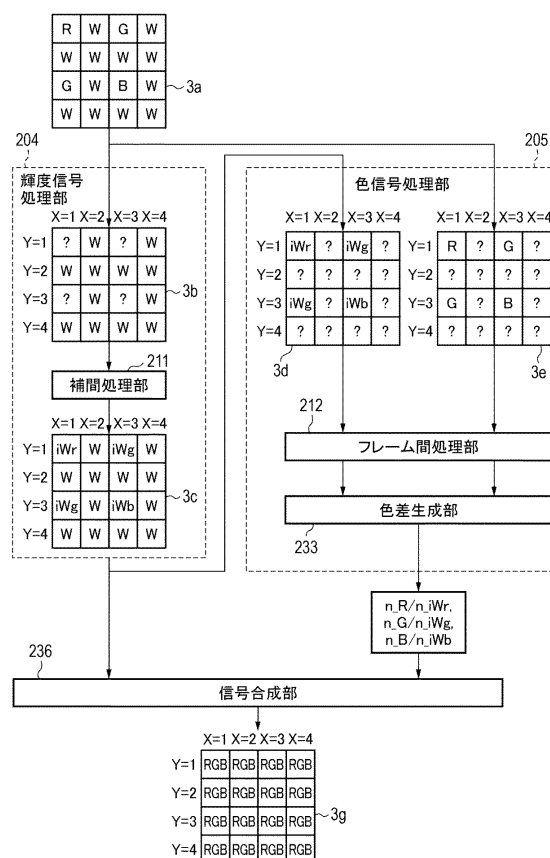 R W G W
W W W W
G W B W
W W W W
3a
204
205
輝度信号
処理部
X=1 X=2 X=3 X=4
Y=1 ? W ? W
Y=2 W W W W
Y=3 ? W ? W
Y=4 W W W W
3b
211
補間処理部
X=1 X=2 X=3 X=4
Y=1 iWr W iWg W
Y=2 W W W W
Y=3 iWg W iWb W
Y=4 W W W W
3c
色信号処理部
X=1 X=2 X=3 X=4
Y=1 iWr ? iWg ?
Y=2 ? ? ? ?
Y=3 iWg ? iWb ?
Y=4 ? ? ? ?
3d
X=1 X=2 X=3 X=4
Y=1 R ? G ?
Y=2 ? ? ? ?
Y=3 G ? B ?
Y=4 ? ? ? ?
3e
212
フレーム間処理部
色差生成部
233
n_R/n_iWr,
n_G/n_iWg,
n_B/n_iWb
236
信号合成部
X=1 X=2 X=3 X=4
Y=1 RGB RGB RGB RGB
Y=2 RGB RGB RGB RGB
Y=3 RGB RGB RGB RGB
Y=4 RGB RGB RGB RGB
3g